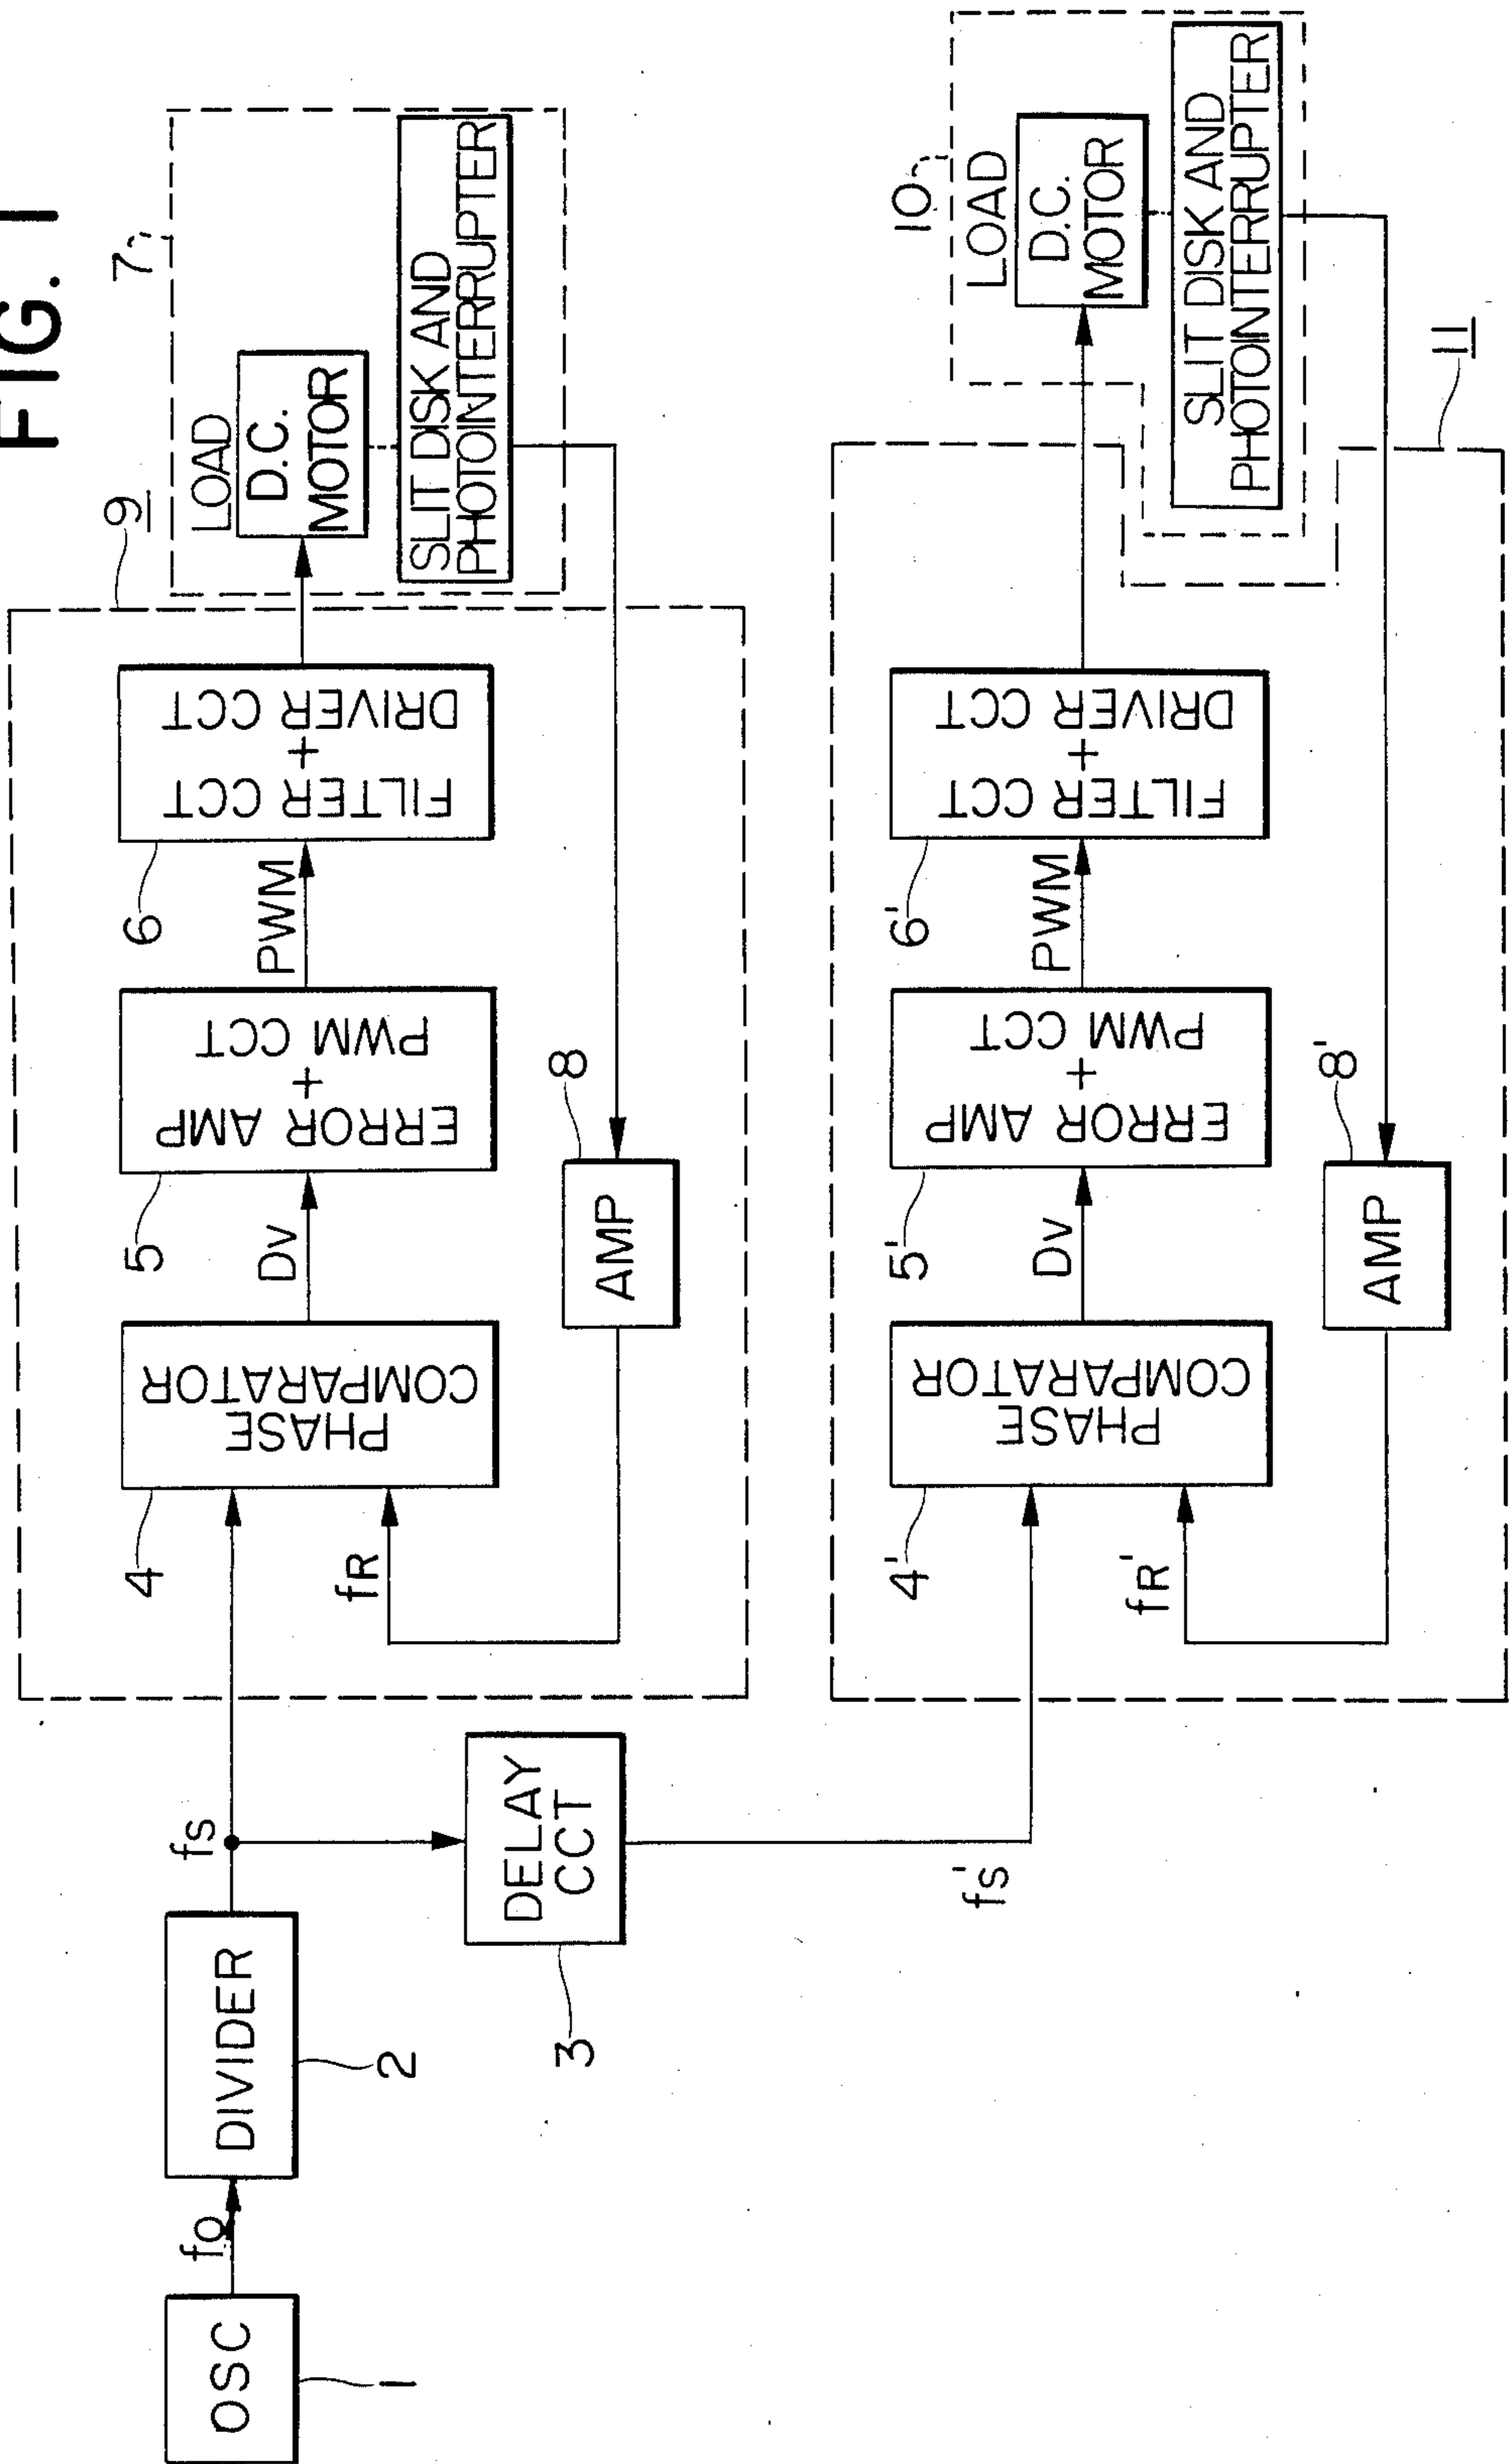 FIG. 1
OSC
1
fO
DIVIDER
2
fS
DELAY
CCT
3
fS'
9
4
PHASE
COMPARATOR
fR
DV
5
ERROR AMP
+
PWM CCT
PWM
6
FILTER CCT
+
DRIVER CCT
AMP
8
7
LOAD
D.C.
MOTOR
SLIT DISK AND
PHOTOINTERRUPTER
4'
PHASE
COMPARATOR
fR'
DV
5'
ERROR AMP
+
PWM CCT
PWM
6'
FILTER CCT
+
DRIVER CCT
AMP
8'
10
LOAD
D.C.
MOTOR
SLIT DISK AND
PHOTOINTERRUPTER
11